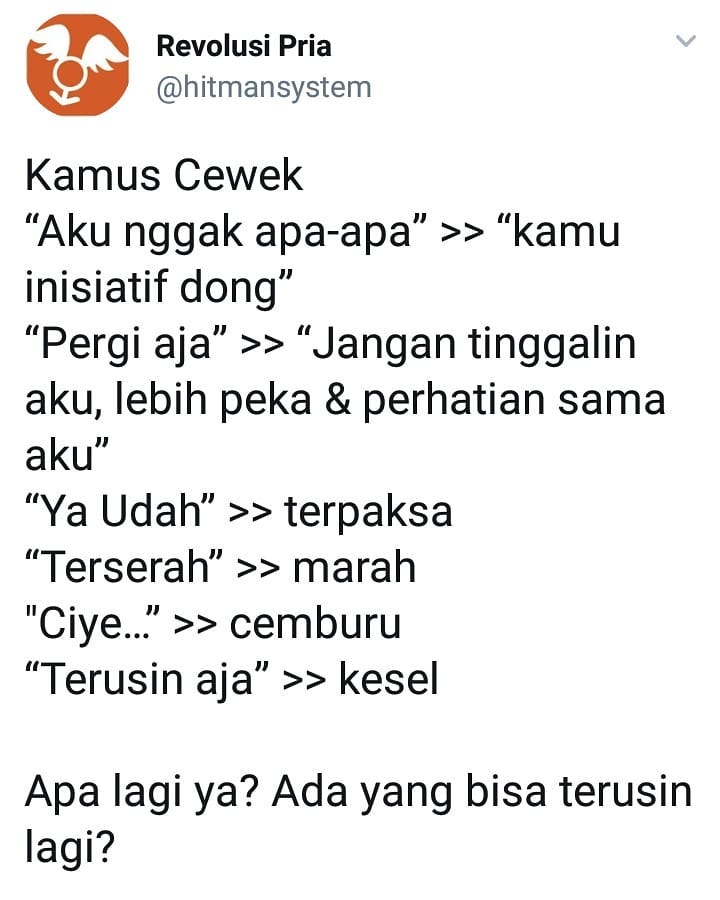 Revolusi Pria
@hitmansystem
Kamus Cewek
“Aku nggak apa-apa” >> “kamu
inisiatif dong”
“Pergi aja” >> “Jangan tinggalin
aku, lebih peka & perhatian sama
aku”
“Ya Udah” >> terpaksa
“Terserah” >> marah
"Ciye...” >> cemburu
“Terusin aja” >> kesel
Apa lagi ya? Ada yang bisa terusin
lagi?